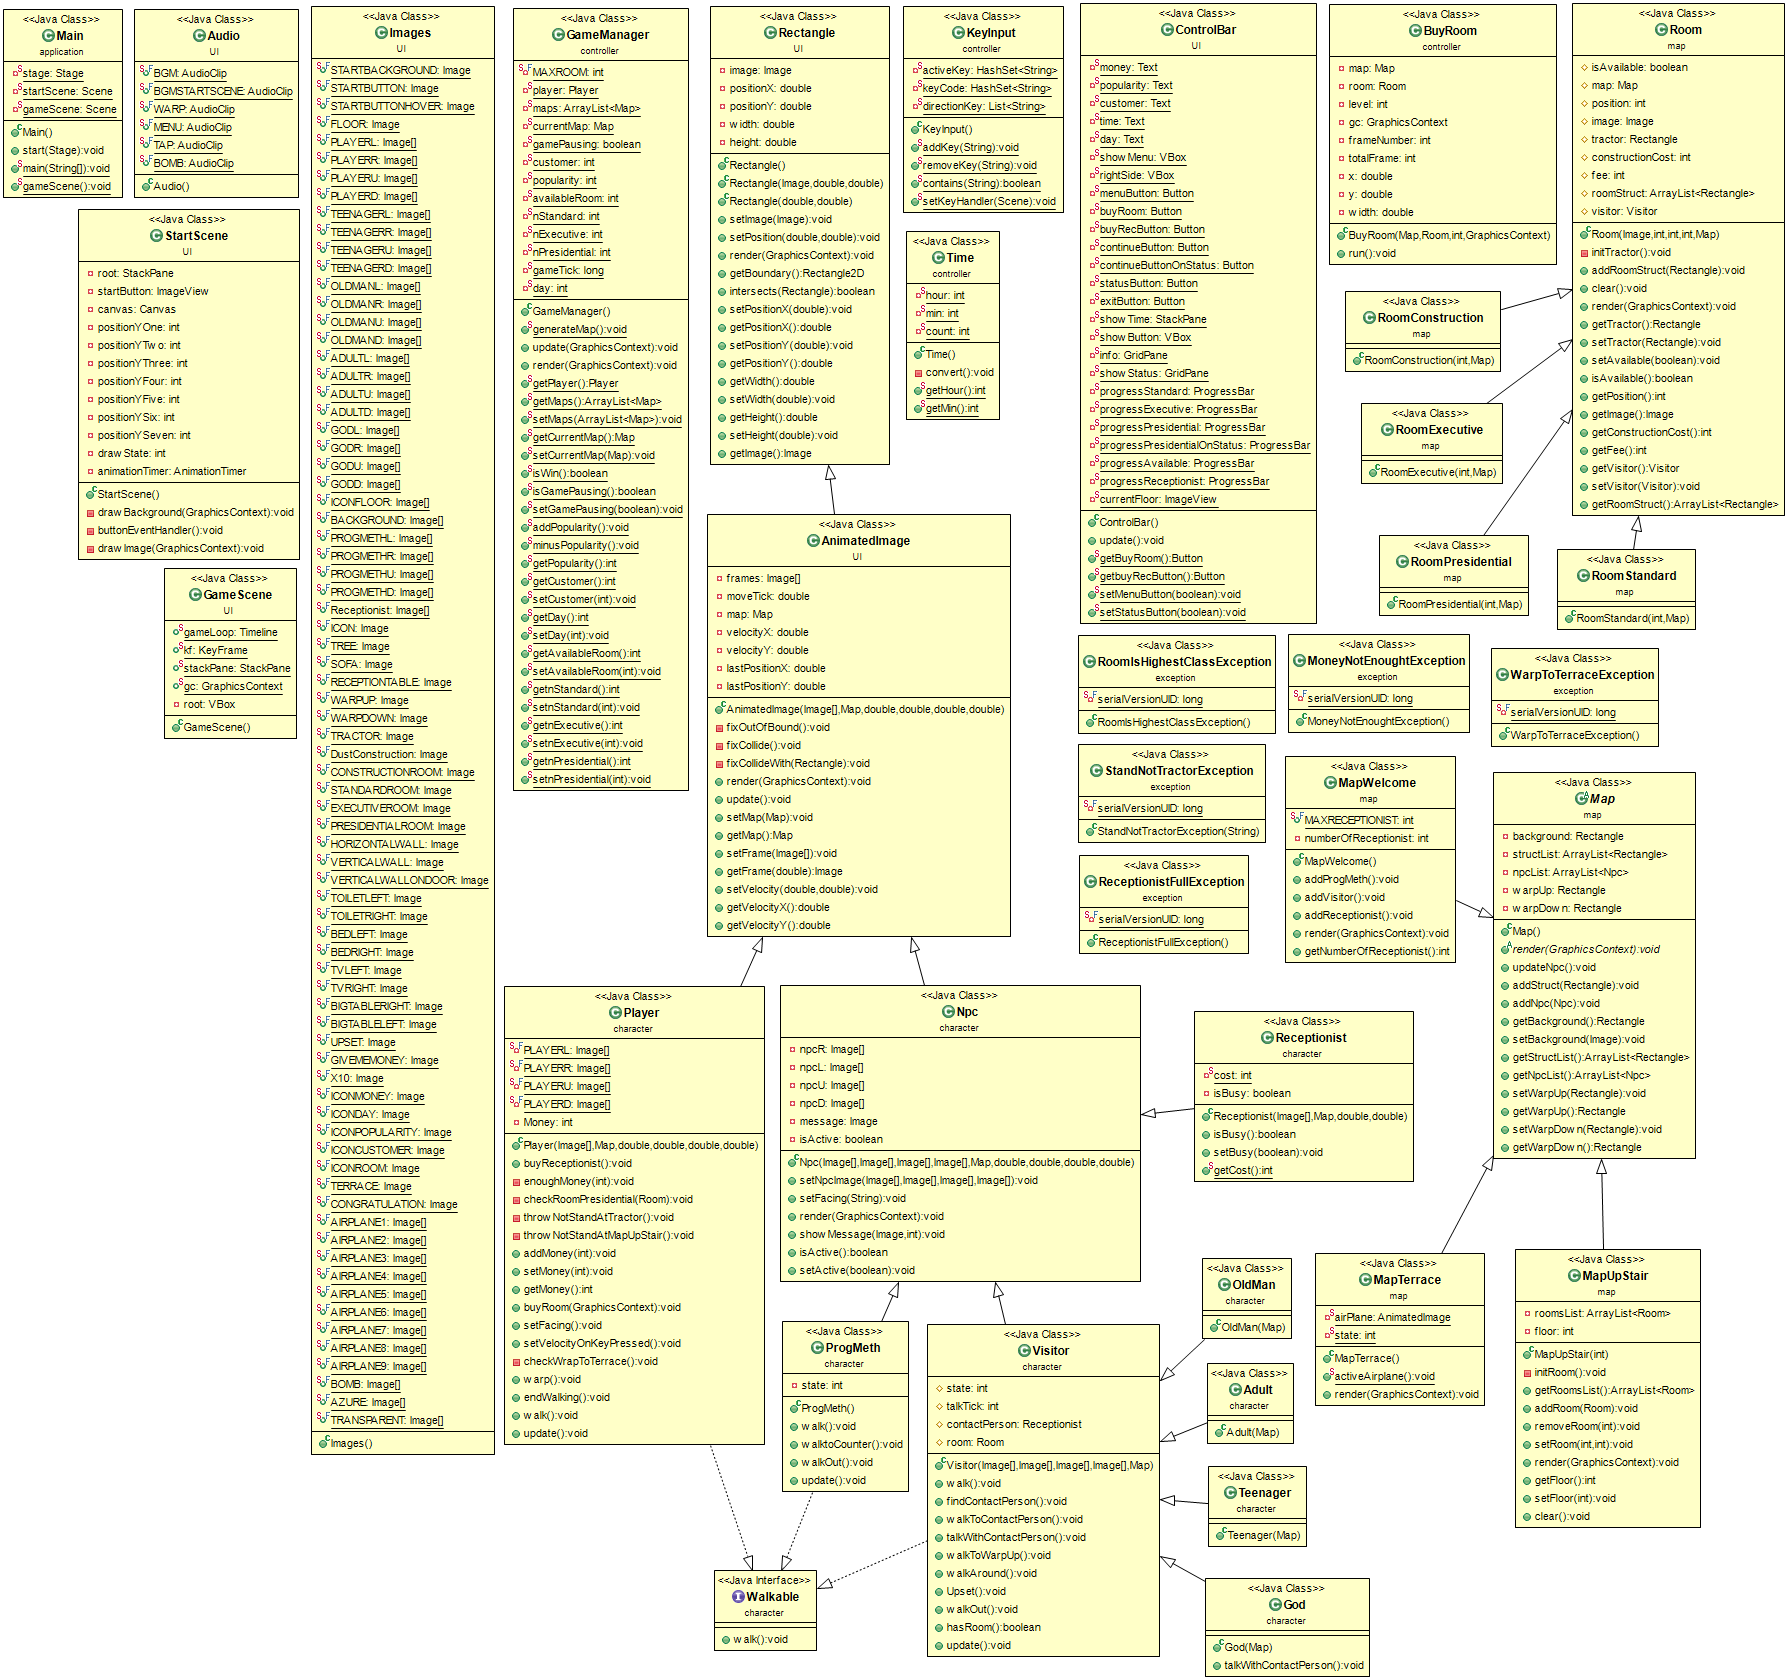 <<Java Class>>
Main
application
stage: Stage
startScene: Scene
gameScene: Scene
Main()
start(Stage):void
main(String[]):void
gameScene():void
<<Java Class>>
Audio
UI
BGM: AudioClip
BGMSTARTSCENE: AudioClip
WARP: AudioClip
MENU: AudioClip
TAP: AudioClip
BOMB: AudioClip
Audio()
<<Java Class>>
StartScene
UI
root: StackPane
startButton: ImageView
canvas: Canvas
positionYOne: int
positionYTwo: int
positionYThree: int
positionYFour: int
positionYFive: int
positionYSix: int
positionYSeven: int
drawState: int
animationTimer: AnimationTimer
StartScene()
drawBackground(GraphicsContext):void
buttonEventHandler():void
drawImage(GraphicsContext):void
<<Java Class>>
GameScene
UI
gameLoop: Timeline
kf: KeyFrame
stackPane: StackPane
gc: GraphicsContext
root: VBox
GameScene()
<<Java Class>>
Images
UI
STARTBACKGROUND: Image
STARTBUTTON: Image
STARTBUTTONHOVER: Image
FLOOR: Image
PLAYERL: Image[]
PLAYERR: Image[]
PLAYERU: Image[]
PLAYERD: Image[]
TEENAGERL: Image[]
TEENAGERR: Image[]
TEENAGERU: Image[]
TEENAGERD: Image[]
OLDMANL: Image[]
OLDMANR: Image[]
OLDMANU: Image[]
OLDMAND: Image[]
ADULTL: Image[]
ADULTR: Image[]
ADULTU: Image[]
ADULTD: Image[]
GODL: Image[]
GODR: Image[]
GODU: Image[]
GODD: Image[]
ICONFLOOR: Image[]
BACKGROUND: Image[]
PROGMETHL: Image[]
PROGMETHR: Image[]
PROGMETHU: Image[]
PROGMETHD: Image[]
Receptionist: Image[]
ICON: Image
TREE: Image
SOFA: Image
RECEPTIONTABLE: Image
WARPUP: Image
WARPDOWN: Image
TRACTOR: Image
DustConstruction: Image
CONSTRUCTIONROOM: Image
STANDARDROOM: Image
EXECUTIVEROOM: Image
PRESIDENTIALROOM: Image
HORIZONTALWALL: Image
VERTICALWALL: Image
VERTICALWALLONDOOR: Image
TOILETLEFT: Image
TOILETRIGHT: Image
BEDLEFT: Image
BEDRIGHT: Image
TVLEFT: Image
TVRIGHT: Image
BIGTABLERIGHT: Image
BIGTABLELEFT: Image
UPSET: Image
GIVEMEMONEY: Image
X10: Image
ICONMONEY: Image
ICONDAY: Image
ICONPOPULARITY: Image
ICONCUSTOMER: Image
ICONROOM: Image
TERRACE: Image
CONGRATULATION: Image
AIRPLANE1: Image[]
AIRPLANE2: Image[]
AIRPLANE3: Image[]
AIRPLANE4: Image[]
AIRPLANE5: Image[]
AIRPLANE6: Image[]
AIRPLANE7: Image[]
AIRPLANE8: Image[]
AIRPLANE9: Image[]
BOMB: Image[]
AZURE: Image[]
TRANSPARENT: Image[]
Images()
<<Java Class>>
GameManager
controller
MAXROOM: int
player: Player
maps: ArrayList<Map>
currentMap: Map
gamePausing: boolean
customer: int
popularity: int
availableRoom: int
nStandard: int
nExecutive: int
nPresidential: int
gameTick: long
day: int
GameManager()
generateMap():void
update(GraphicsContext):void
render(GraphicsContext):void
getPlayer():Player
getMaps():ArrayList<Map>
setMaps(ArrayList<Map>):void
getCurrentMap():Map
setCurrentMap(Map):void
isWin():boolean
isGamePausing():boolean
setGamePausing(boolean):void
addPopularity():void
minusPopularity():void
getPopularity():int
getCustomer():int
setCustomer(int):void
getDay():int
setDay(int):void
getAvailableRoom():int
setAvailableRoom(int):void
getnStandard():int
setnStandard(int):void
getnExecutive():int
setnExecutive(int):void
getnPresidential():int
setnPresidential(int):void
<<Java Class>>
Rectangle
UI
image: Image
positionX: double
positionY: double
width: double
height: double
Rectangle()
Rectangle(Image,double,double)
Rectangle(double,double)
setImage(Image):void
setPosition(double,double):void
render(GraphicsContext):void
getBoundary():Rectangle2D
intersects(Rectangle):boolean
setPositionX(double):void
getPositionX():double
setPositionY(double):void
getPositionY():double
getWidth():double
setWidth(double):void
getHeight():double
setHeight(double):void
getImage():Image
<<Java Class>>
KeyInput
controller
activeKey: HashSet<String>
keyCode: HashSet<String>
directionKey: List<String>
KeyInput()
addKey(String):void
removeKey(String):void
contains(String):boolean
setKeyHandler(Scene):void
<<Java Class>>
Time
controller
hour: int
min: int
count: int
Time()
convert():void
getHour():int
getMin():int
<<Java Class>>
ControlBar
UI
money: Text
popularity: Text
customer: Text
time: Text
day: Text
showMenu: VBox
rightSide: VBox
menuButton: Button
buyRoom: Button
buyRecButton: Button
continueButton: Button
continueButtonOnStatus: Button
statusButton: Button
exitButton: Button
showTime: StackPane
showButton: VBox
info: GridPane
showStatus: GridPane
progressStandard: ProgressBar
progressExecutive: ProgressBar
progressPresidential: ProgressBar
progressPresidentialOnStatus: ProgressBar
progressAvailable: ProgressBar
progressReceptionist: ProgressBar
currentFloor: ImageView
ControlBar()
update():void
getBuyRoom():Button
getbuyRecButton():Button
setMenuButton(boolean):void
setStatusButton(boolean):void
<<Java Class>>
BuyRoom
controller
map: Map
room: Room
level: int
gc: GraphicsContext
frameNumber: int
totalFrame: int
x: double
y: double
width: double
BuyRoom(Map,Room,int,GraphicsContext)
run():void
<<Java Class>>
Room
map
isAvailable: boolean
map: Map
position: int
image: Image
tractor: Rectangle
constructionCost: int
fee: int
roomStruct: ArrayList<Rectangle>
visitor: Visitor
Room(Image,int,int,int,Map)
initTractor():void
addRoomStruct(Rectangle):void
clear():void
render(GraphicsContext):void
getTractor():Rectangle
setTractor(Rectangle):void
setAvailable(boolean):void
isAvailable():boolean
getPosition():int
getImage():Image
getConstructionCost():int
getFee():int
getVisitor():Visitor
setVisitor(Visitor):void
getRoomStruct():ArrayList<Rectangle>
<<Java Class>>
RoomConstruction
map
RoomConstruction(int,Map)
<<Java Class>>
RoomExecutive
map
RoomExecutive(int,Map)
<<Java Class>>
RoomPresidential
map
RoomPresidential(int,Map)
<<Java Class>>
RoomStandard
map
RoomStandard(int,Map)
<<Java Class>>
AnimatedImage
UI
frames: Image[]
moveTick: double
map: Map
velocityX: double
velocityY: double
lastPositionX: double
lastPositionY: double
AnimatedImage(Image[],Map,double,double,double,double)
fixOutOfBound():void
fixCollide():void
fixCollideWith(Rectangle):void
render(GraphicsContext):void
update():void
setMap(Map):void
getMap():Map
setFrame(Image[]):void
getFrame(double):Image
setVelocity(double,double):void
getVelocityX():double
getVelocityY():double
<<Java Class>>
RoomIsHighestClassException
exception
serialVersionUID: long
RoomIsHighestClassException()
<<Java Class>>
MoneyNotEnoughtException
exception
serialVersionUID: long
MoneyNotEnoughtException()
<<Java Class>>
WarpToTerraceException
exception
serialVersionUID: long
WarpToTerraceException()
<<Java Class>>
StandNotTractorException
exception
serialVersionUID: long
StandNotTractorException(String)
<<Java Class>>
ReceptionistFullException
exception
serialVersionUID: long
ReceptionistFullException()
<<Java Class>>
MapWelcome
map
MAXRECEPTIONIST: int
numberOfReceptionist: int
MapWelcome()
addProgMeth():void
addVisitor():void
addReceptionist():void
render(GraphicsContext):void
getNumberOfReceptionist():int
<<Java Class>>
Map
map
background: Rectangle
structList: ArrayList<Rectangle>
npcList: ArrayList<Npc>
warpUp: Rectangle
warpDown: Rectangle
Map()
render(GraphicsContext):void
updateNpc():void
addStruct(Rectangle):void
addNpc(Npc):void
getBackground():Rectangle
setBackground(Image):void
getStructList():ArrayList<Rectangle>
getNpcList():ArrayList<Npc>
setWarpUp(Rectangle):void
getWarpUp():Rectangle
setWarpDown(Rectangle):void
getWarpDown():Rectangle
<<Java Class>>
Player
character
PLAYERL: Image[]
PLAYERR: Image[]
PLAYERU: Image[]
PLAYERD: Image[]
Money: int
Player(Image[],Map,double,double,double,double)
buyReceptionist():void
enoughMoney(int):void
checkRoomPresidential(Room):void
throwNotStandAtTractor():void
throwNotStandAtMapUpStair():void
addMoney(int):void
setMoney(int):void
getMoney():int
buyRoom(GraphicsContext):void
setFacing():void
setVelocityOnKeyPressed():void
checkWrapToTerrace():void
warp():void
endWalking():void
walk():void
update():void
<<Java Class>>
Npc
character
npcR: Image[]
npcL: Image[]
npcU: Image[]
npcD: Image[]
message: Image
isActive: boolean
Npc(Image[],Image[],Image[],Image[],Map,double,double,double,double)
setNpcImage(Image[],Image[],Image[],Image[]):void
setFacing(String):void
render(GraphicsContext):void
showMessage(Image,int):void
isActive():boolean
setActive(boolean):void
<<Java Class>>
Receptionist
character
cost: int
isBusy: boolean
Receptionist(Image[],Map,double,double)
isBusy():boolean
setBusy(boolean):void
getCost():int
<<Java Class>>
ProgMeth
character
state: int
ProgMeth()
walk():void
walktoCounter():void
walkOut():void
update():void
<<Java Class>>
Visitor
character
state: int
talkTick: int
contactPerson: Receptionist
room: Room
Visitor(Image[],Image[],Image[],Image[],Map)
walk():void
findContactPerson():void
walkToContactPerson():void
talkWithContactPerson():void
walkToWarpUp():void
walkAround():void
Upset():void
walkOut():void
hasRoom():boolean
update():void
<<Java Class>>
OldMan
character
OldMan(Map)
<<Java Class>>
Adult
character
Adult(Map)
<<Java Class>>
Teenager
character
Teenager(Map)
<<Java Class>>
God
character
God(Map)
talkWithContactPerson():void
<<Java Class>>
MapTerrace
map
airPlane: AnimatedImage
state: int
MapTerrace()
activeAirplane():void
render(GraphicsContext):void
<<Java Class>>
MapUpStair
map
roomsList: ArrayList<Room>
floor: int
MapUpStair(int)
initRoom():void
getRoomsList():ArrayList<Room>
addRoom(Room):void
removeRoom(int):void
setRoom(int,int):void
render(GraphicsContext):void
getFloor():int
setFloor(int):void
clear():void
<<Java Interface>>
Walkable
character
walk():void